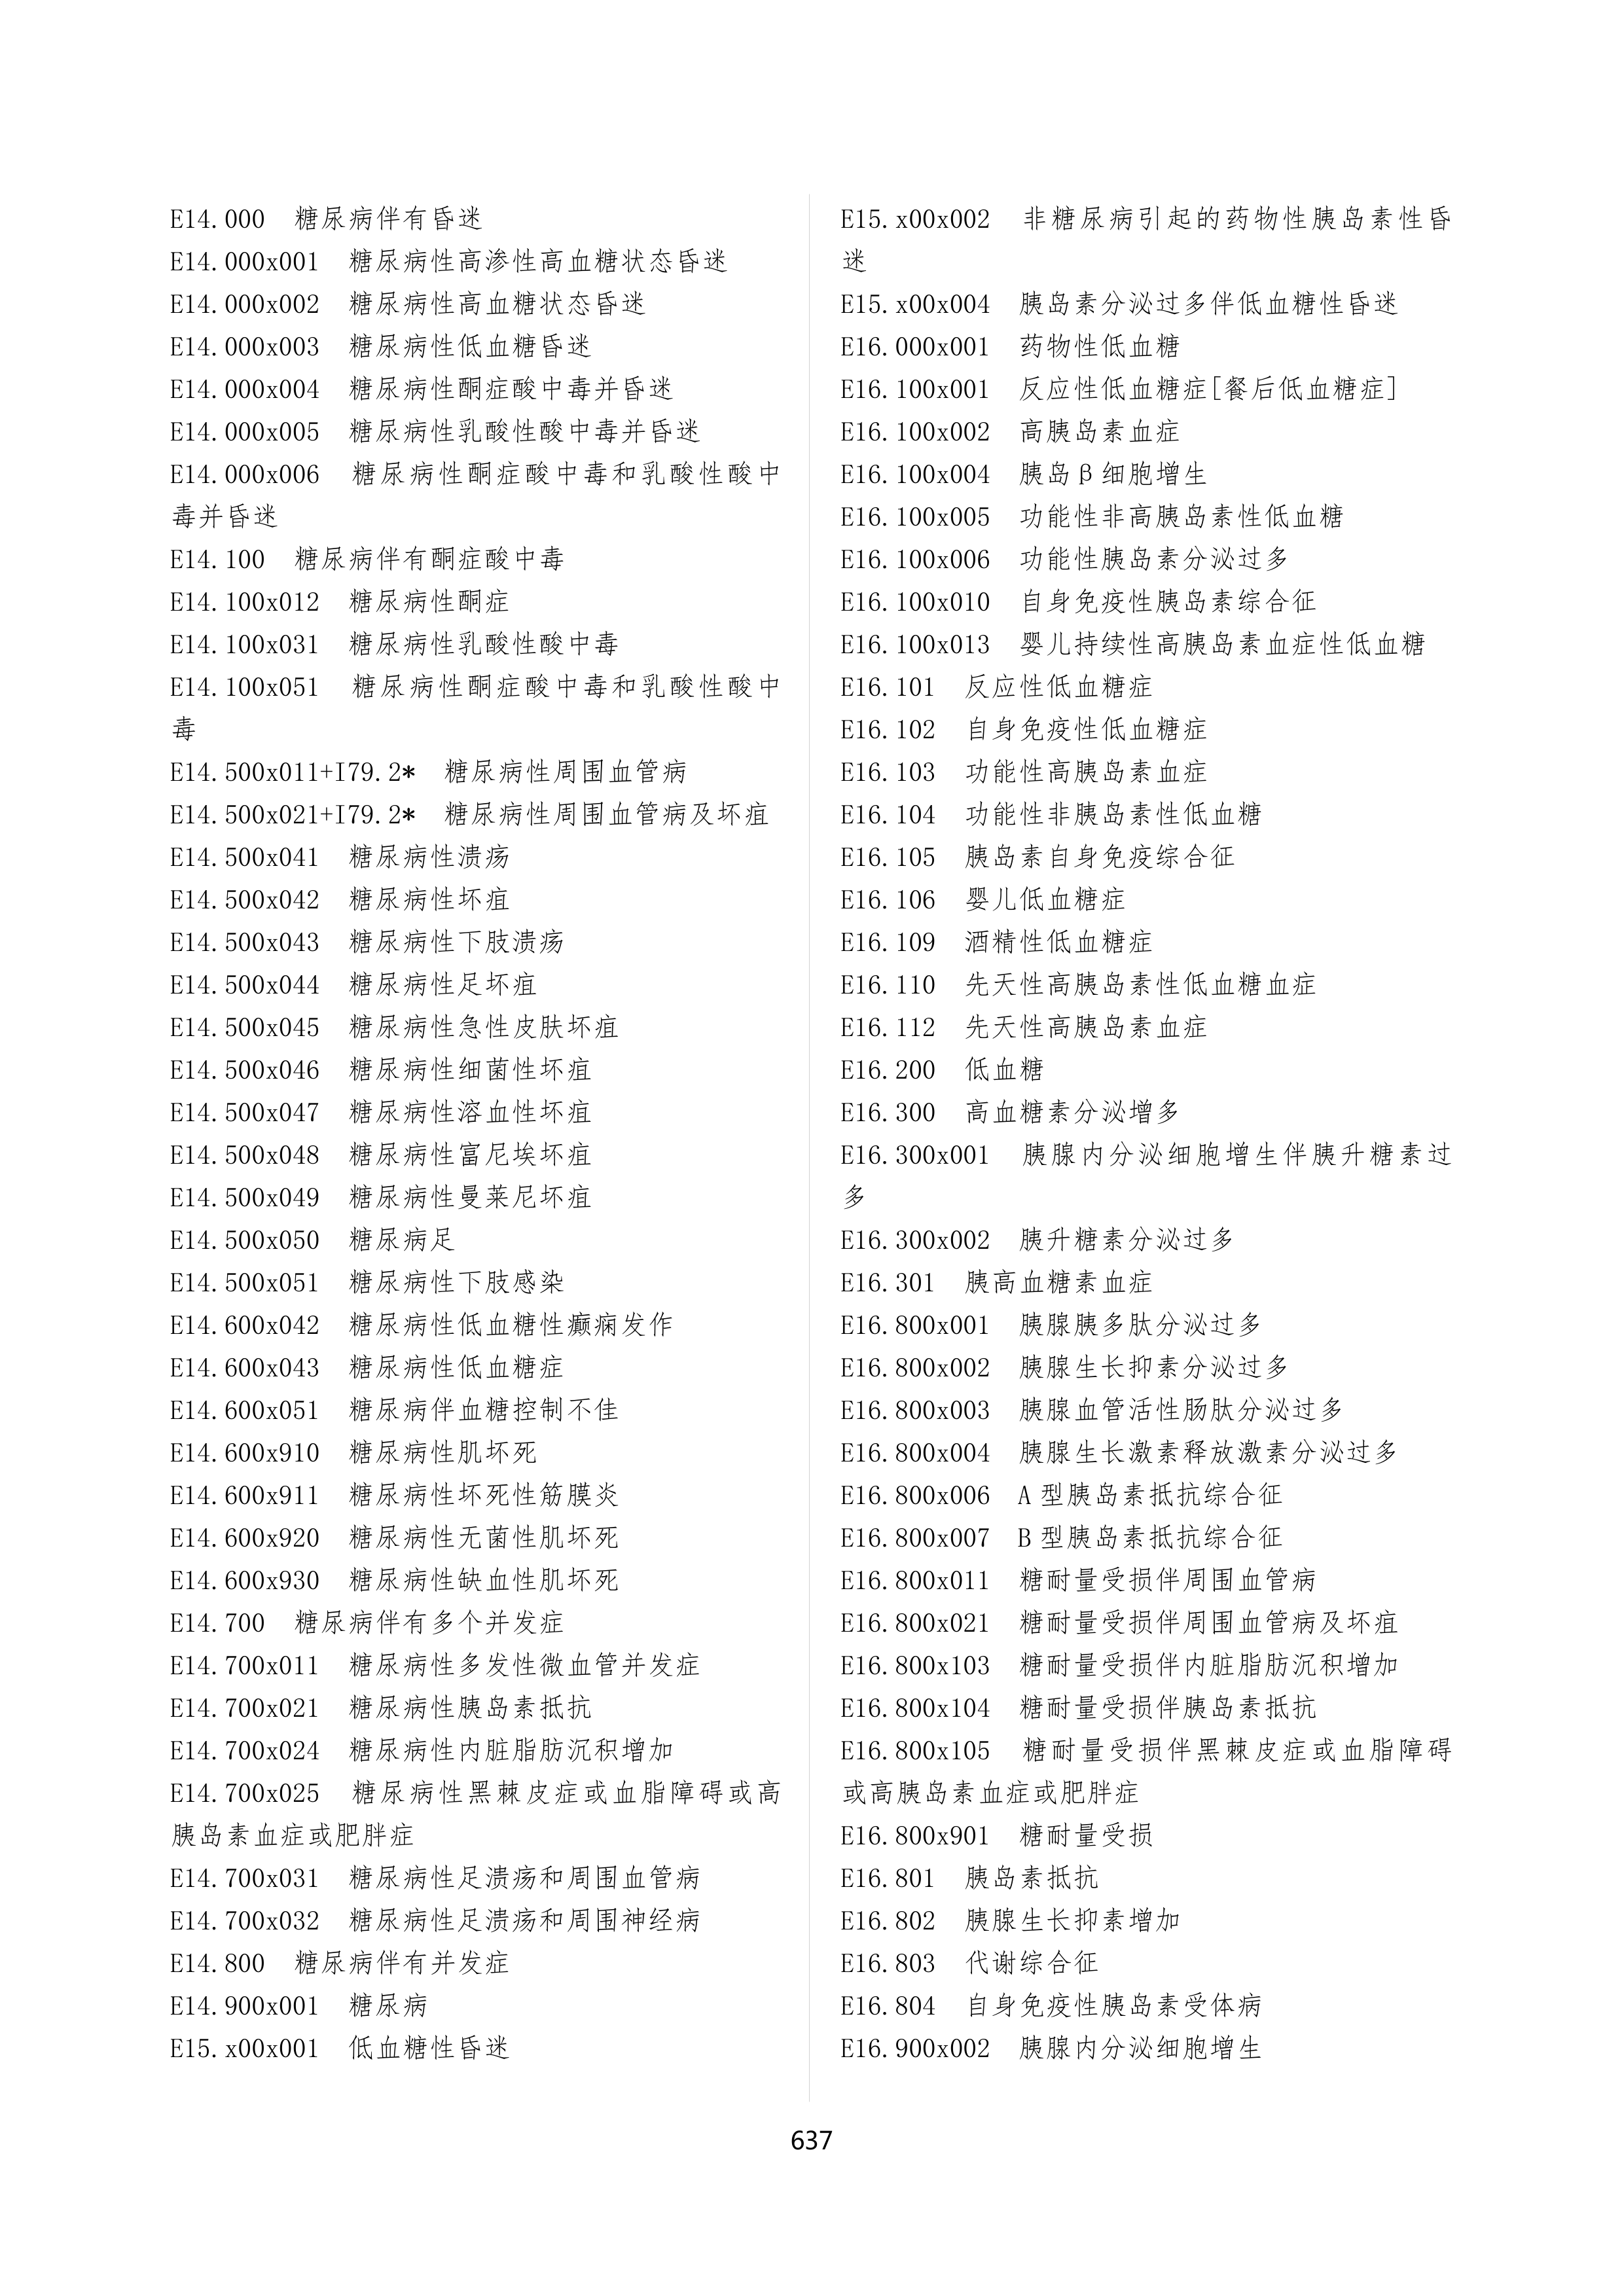 E14.000　糖尿病伴有昏迷
E14.000x001　糖尿病性高渗性高血糖状态昏迷
E14.000x002　糖尿病性高血糖状态昏迷
E14.000x003　糖尿病性低血糖昏迷
E14.000x004　糖尿病性酮症酸中毒并昏迷
E14.000x005　糖尿病性乳酸性酸中毒并昏迷
E14.000x006　糖尿病性酮症酸中毒和乳酸性酸中
毒并昏迷
E14.100　糖尿病伴有酮症酸中毒
E14.100x012　糖尿病性酮症
E14.100x031　糖尿病性乳酸性酸中毒
E14.100x051　糖尿病性酮症酸中毒和乳酸性酸中
毒
E14.500x011+I79.2*　糖尿病性周围血管病
E14.500x021+I79.2*　糖尿病性周围血管病及坏疽
E14.500x041　糖尿病性溃疡
E14.500x042　糖尿病性坏疽
E14.500x043　糖尿病性下肢溃疡
E14.500x044　糖尿病性足坏疽
E14.500x045　糖尿病性急性皮肤坏疽
E14.500x046　糖尿病性细菌性坏疽
E14.500x047　糖尿病性溶血性坏疽
E14.500x048　糖尿病性富尼埃坏疽
E14.500x049　糖尿病性曼莱尼坏疽
E14.500x050　糖尿病足
E14.500x051　糖尿病性下肢感染
E14.600x042　糖尿病性低血糖性癫痫发作
E14.600x043　糖尿病性低血糖症
E14.600x051　糖尿病伴血糖控制不佳
E14.600x910　糖尿病性肌坏死
E14.600x911　糖尿病性坏死性筋膜炎
E14.600x920　糖尿病性无菌性肌坏死
E14.600x930　糖尿病性缺血性肌坏死
E14.700　糖尿病伴有多个并发症
E14.700x011　糖尿病性多发性微血管并发症
E14.700x021　糖尿病性胰岛素抵抗
E14.700x024　糖尿病性内脏脂肪沉积增加
E14.700x025　糖尿病性黑棘皮症或血脂障碍或高
胰岛素血症或肥胖症
E14.700x031　糖尿病性足溃疡和周围血管病
E14.700x032　糖尿病性足溃疡和周围神经病
E14.800　糖尿病伴有并发症
E14.900x001　糖尿病
E15.x00x001　低血糖性昏迷
E15.x00x002　非糖尿病引起的药物性胰岛素性昏
迷
E15.x00x004　胰岛素分泌过多伴低血糖性昏迷
E16.000x001　药物性低血糖
E16.100x001　反应性低血糖症[餐后低血糖症]
E16.100x002　高胰岛素血症
E16.100x004　胰岛β细胞增生
E16.100x005　功能性非高胰岛素性低血糖
E16.100x006　功能性胰岛素分泌过多
E16.100x010　自身免疫性胰岛素综合征
E16.100x013　婴儿持续性高胰岛素血症性低血糖
E16.101　反应性低血糖症
E16.102　自身免疫性低血糖症
E16.103　功能性高胰岛素血症
E16.104　功能性非胰岛素性低血糖
E16.105　胰岛素自身免疫综合征
E16.106　婴儿低血糖症
E16.109　酒精性低血糖症
E16.110　先天性高胰岛素性低血糖血症
E16.112　先天性高胰岛素血症
E16.200　低血糖
E16.300　高血糖素分泌增多
E16.300x001　胰腺内分泌细胞增生伴胰升糖素过
多
E16.300x002　胰升糖素分泌过多
E16.301　胰高血糖素血症
E16.800x001　胰腺胰多肽分泌过多
E16.800x002　胰腺生长抑素分泌过多
E16.800x003　胰腺血管活性肠肽分泌过多
E16.800x004　胰腺生长激素释放激素分泌过多
E16.800x006　A 型胰岛素抵抗综合征
E16.800x007　B 型胰岛素抵抗综合征
E16.800x011　糖耐量受损伴周围血管病
E16.800x021　糖耐量受损伴周围血管病及坏疽
E16.800x103　糖耐量受损伴内脏脂肪沉积增加
E16.800x104　糖耐量受损伴胰岛素抵抗
E16.800x105　糖耐量受损伴黑棘皮症或血脂障碍
或高胰岛素血症或肥胖症
E16.800x901　糖耐量受损
E16.801　胰岛素抵抗
E16.802　胰腺生长抑素增加
E16.803　代谢综合征
E16.804　自身免疫性胰岛素受体病
E16.900x002　胰腺内分泌细胞增生
637